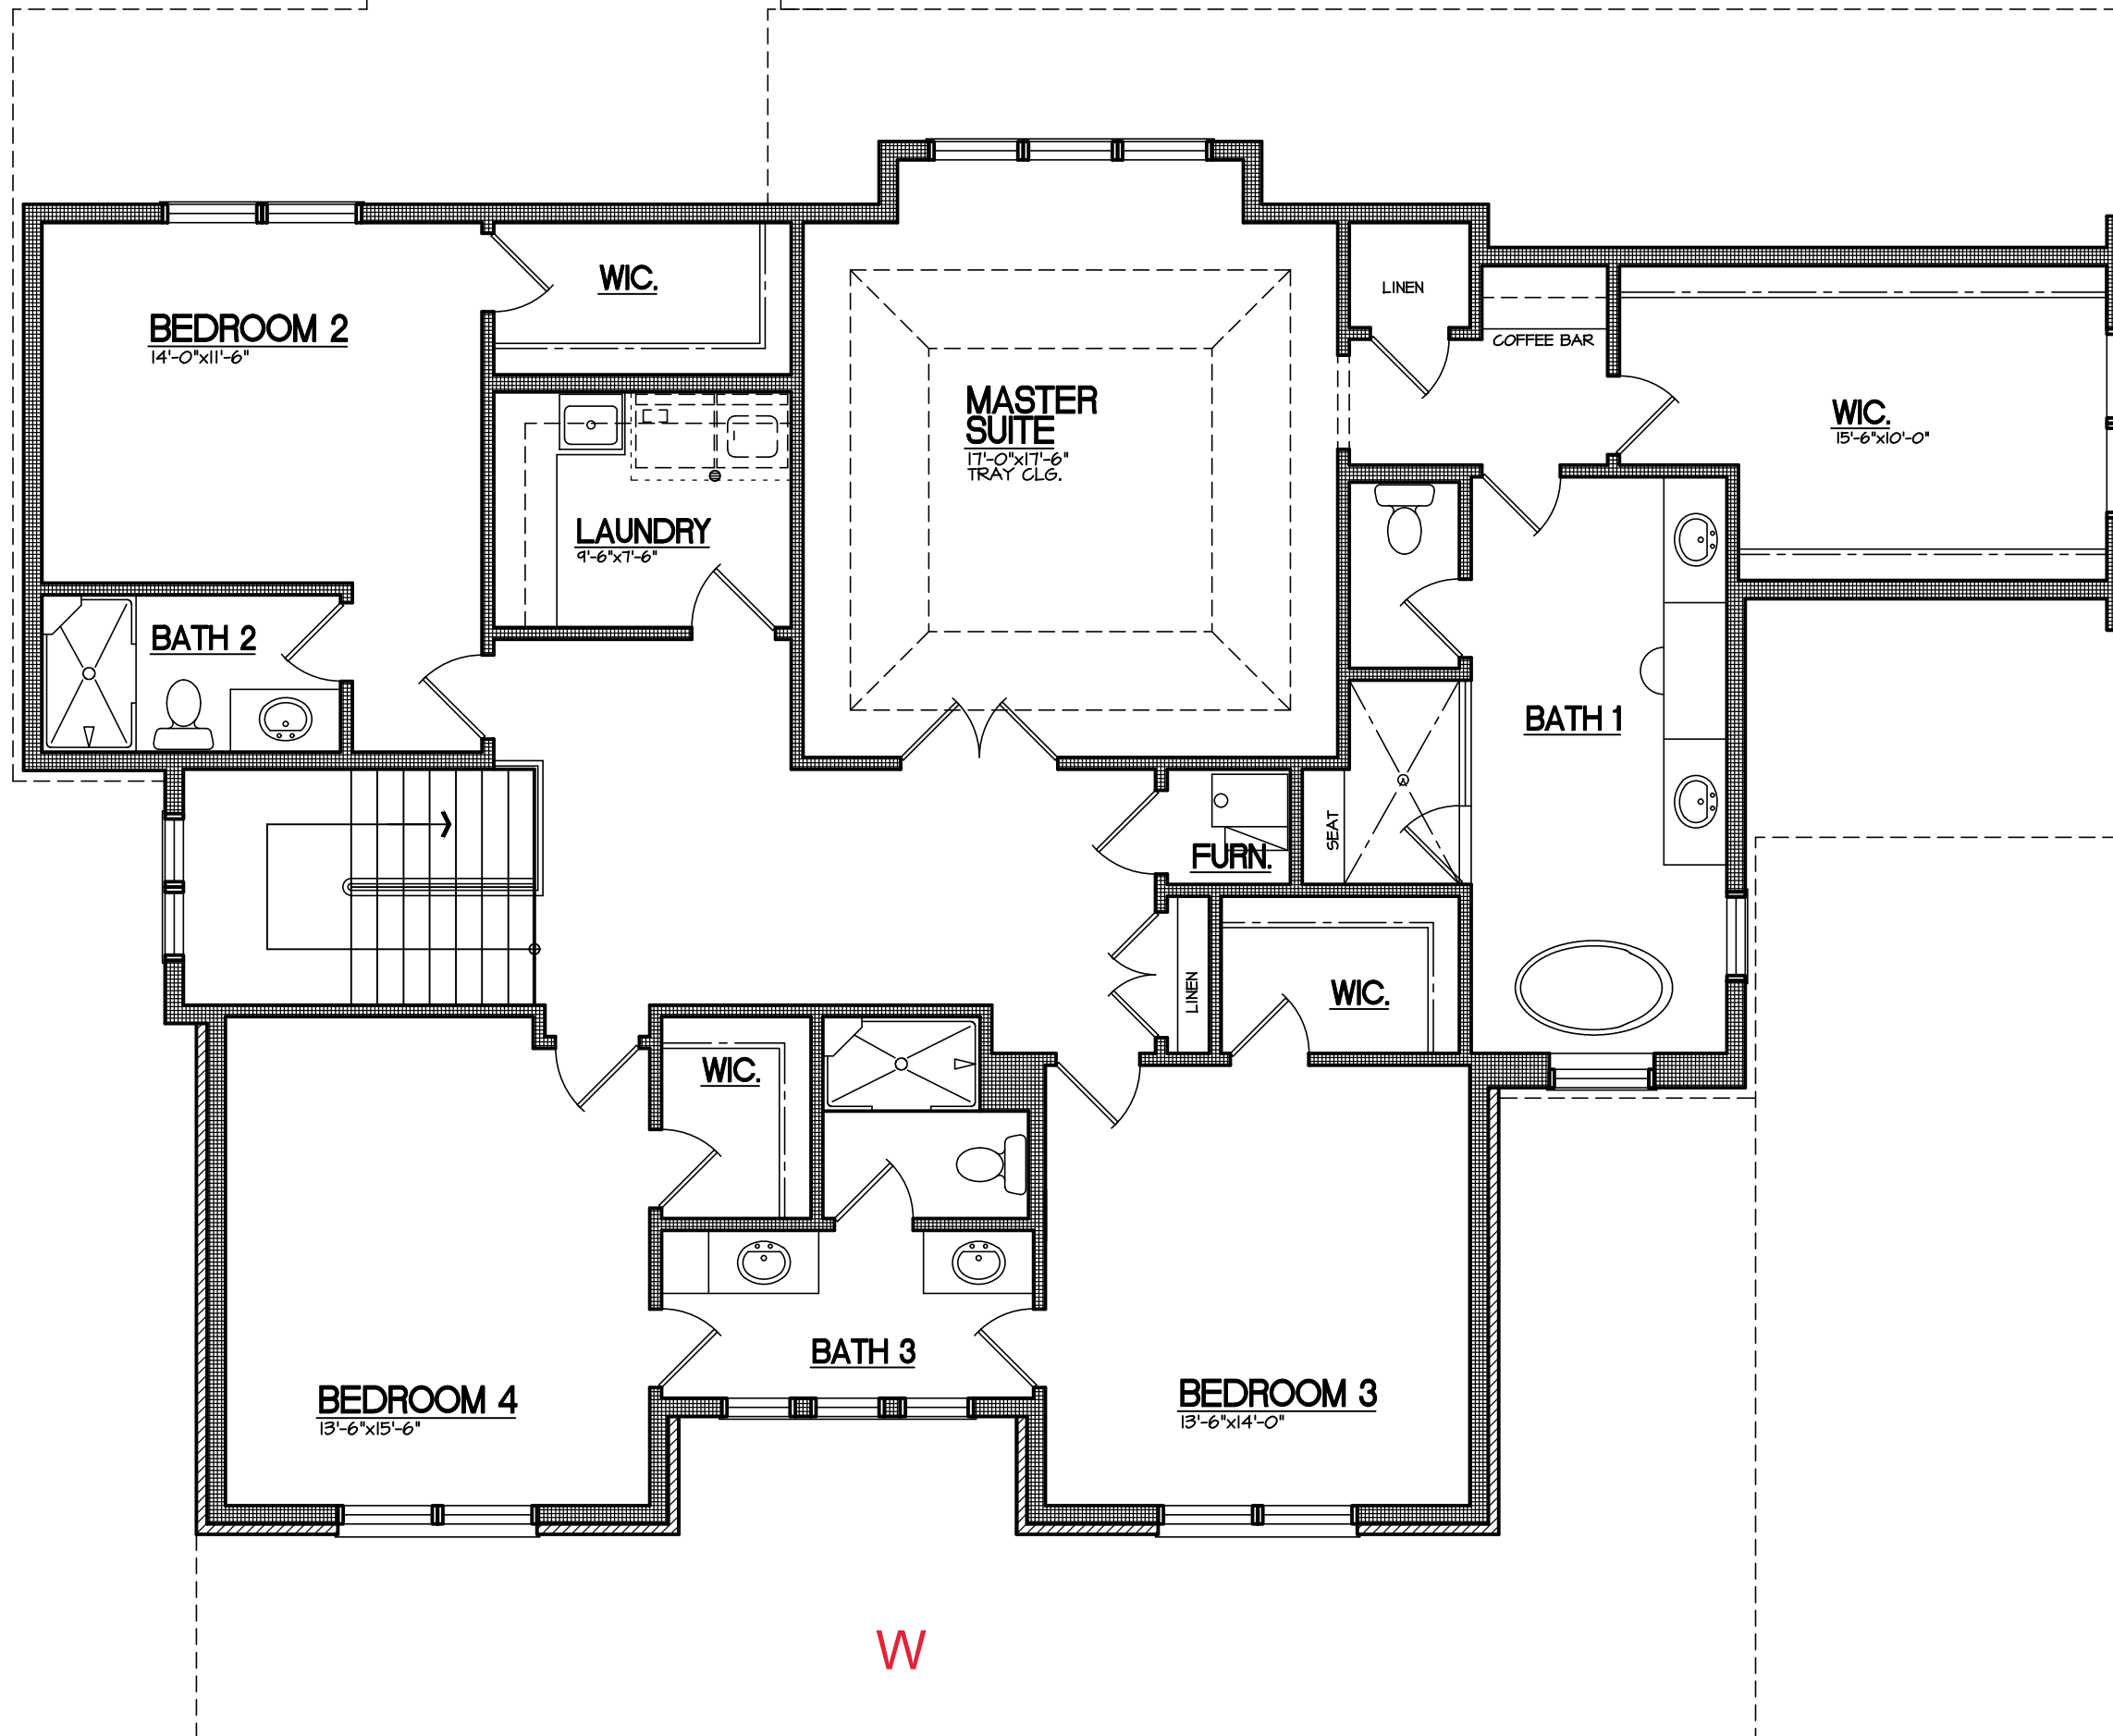 WIC.
LINEN
BEDROOM 2
14'-0"x11'-6"
COFFEE BAR
MASTER
SUITE
17'-0"x17'-6"
TRAY CLG.
WIC.
15'-6"x10'-0"
LAUNDRY
9'-6"x7'-6"
BATH 2
BATH 1
SEAT
FURN.
LINEN
WIC.
WIC.
BATH 3
BEDROOM 4
13'-6"x15'-6"
BEDROOM 3
13'-6"x14'-0"
W